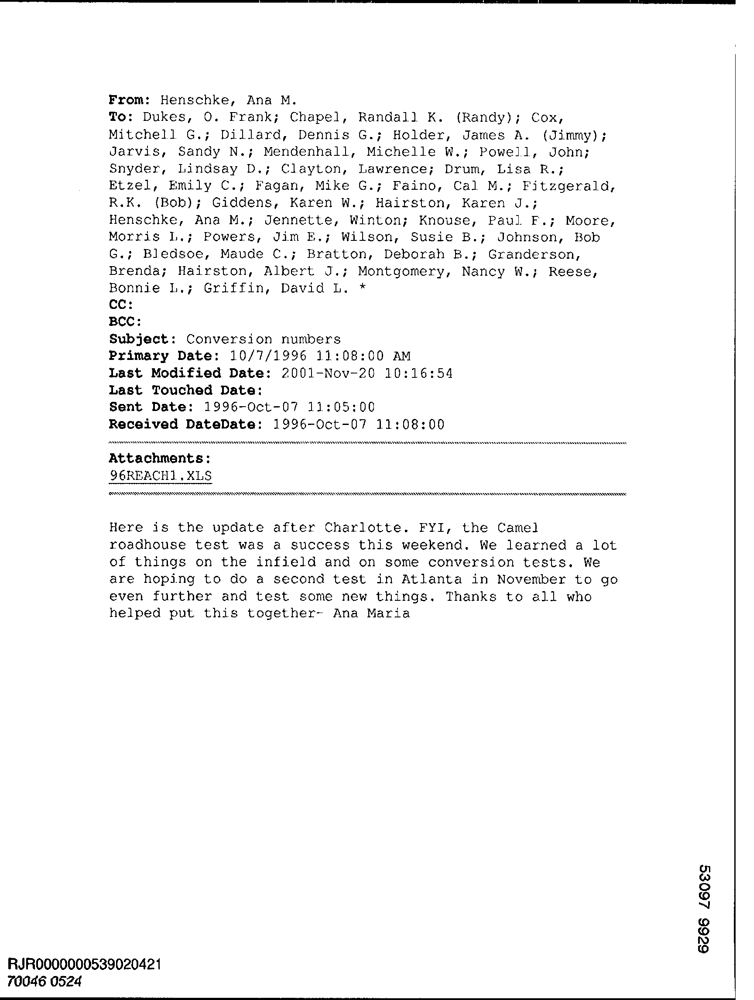 From: Henschke, Ana M.
To: Dukes, O. Frank; Chapel, Randall K. (Randy); Cox,
Mitchell G.; Dillard, Dennis G.; Holder, James A. (Jimmy);
Jarvis, Sandy N.; Mendenhall, Michelle W.; Powell, John;
Snyder, Lindsay D.; Clayton, Lawrence; Drum, Lisa R.;
Etzel, Emily C.; Fagan, Mike G.; Faino, Cal M.; Fitzgerald,
R.K. (Bob); Giddens, Karen W.; Hairston, Karen J.;
Henschke, Ana M.; Jennette, Winton; Knouse, Paul F.; Moore,
Morris L.; Powers, Jim E.; Wilson, Susie B.; Johnson, Bob
G.; Bledsoe, Maude C.; Bratton, Deborah B.; Granderson,
Brenda; Hairston, Albert J.; Montgomery, Nancy W.; Reese,
Bonnie L.; Griffin, David L. *
CC:
BCC:
Subject: Conversion numbers
Primary Date: 10/7/1996 11:08:00 AM
Last Modified Date: 2001-Nov-20 10:16:54
Last Touched Date:
Sent Date: 1996-Oct-07 11:05:00
Received DateDate: 1996-Oct-07 11:08:00
Attachments:
96REACH1.XLS
Here is the update after Charlotte. FYI, the Camel
roadhouse test was a success this weekend. We learned a lot
of things on the infield and on some conversion tests. We
are hoping to do a second test in Atlanta in November to go
even further and test some new things. Thanks to all who
helped put this together- Ana Maria
53097 9929
RJR0000000539020421
70046 0524